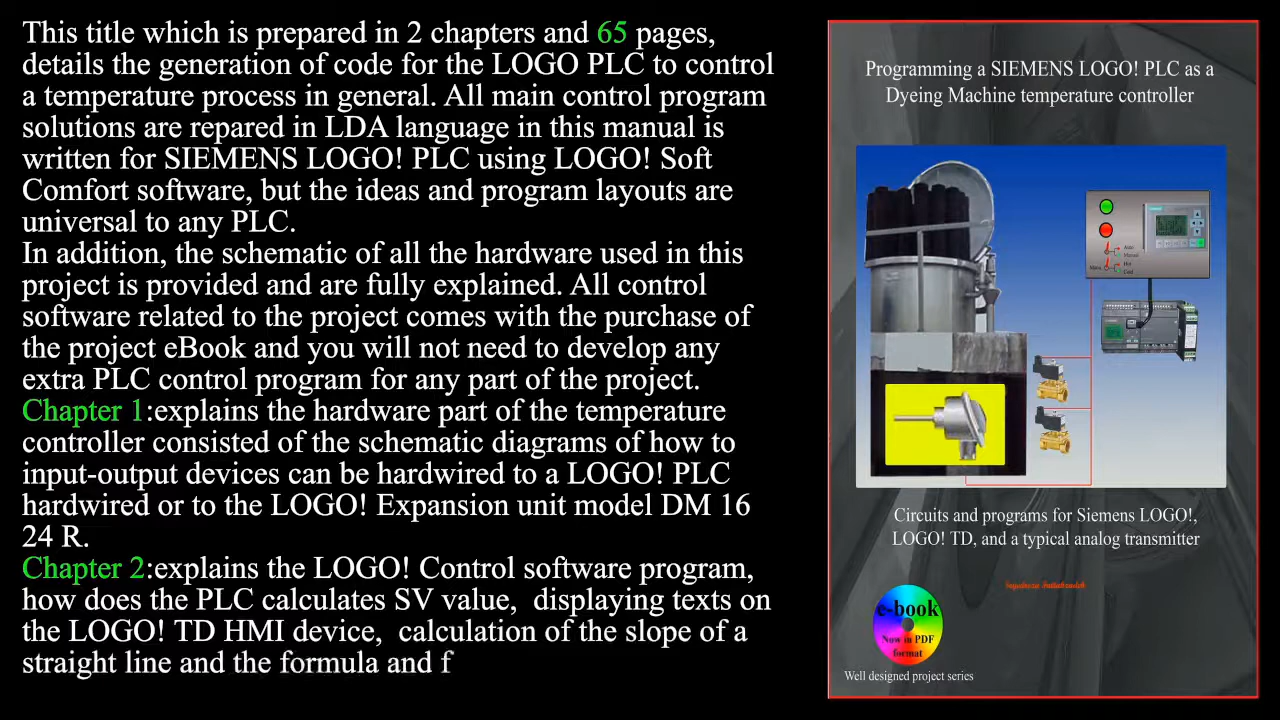 This title which is prepared in 2 chapters and 65 pages,
details the generation of code for the LOGO PLC to control
a temperature process in general. All main control program
solutions are repared in LDA language in this manual is
written for SIEMENS LOGO! PLC using LOGO! Soft
Comfort software, but the ideas and program layouts are
universal to any PLC.
In addition, the schematic of all the hardware used in this
project is provided and are fully explained. All control
software related to the project comes with the purchase of
the project eBook and you will not need to develop any
extra PLC control program for any part of the project.
Chapter 1:explains the hardware part of the temperature
controller consisted of the schematic diagrams of how to
input-output devices can be hardwired to a LOGO! PLC
hardwired or to the LOGO! Expansion unit model DM 16
24 R.
Chapter 2:explains the LOGO! Control software program,
how does the PLC calculates SV value, displaying texts on
the LOGO! TD HMI device, calculation of the slope of a
straight line and the formula and f
Programming a SIEMENS LOGO! PLC as a
Dyeing Machine temperature controller
Auto
Manual
Hot
Cool
Circuits and programs for Siemens LOGO!,
LOGO! TD, and a typical analog transmitter
e-book
Now in PDF
format
Well designed project series